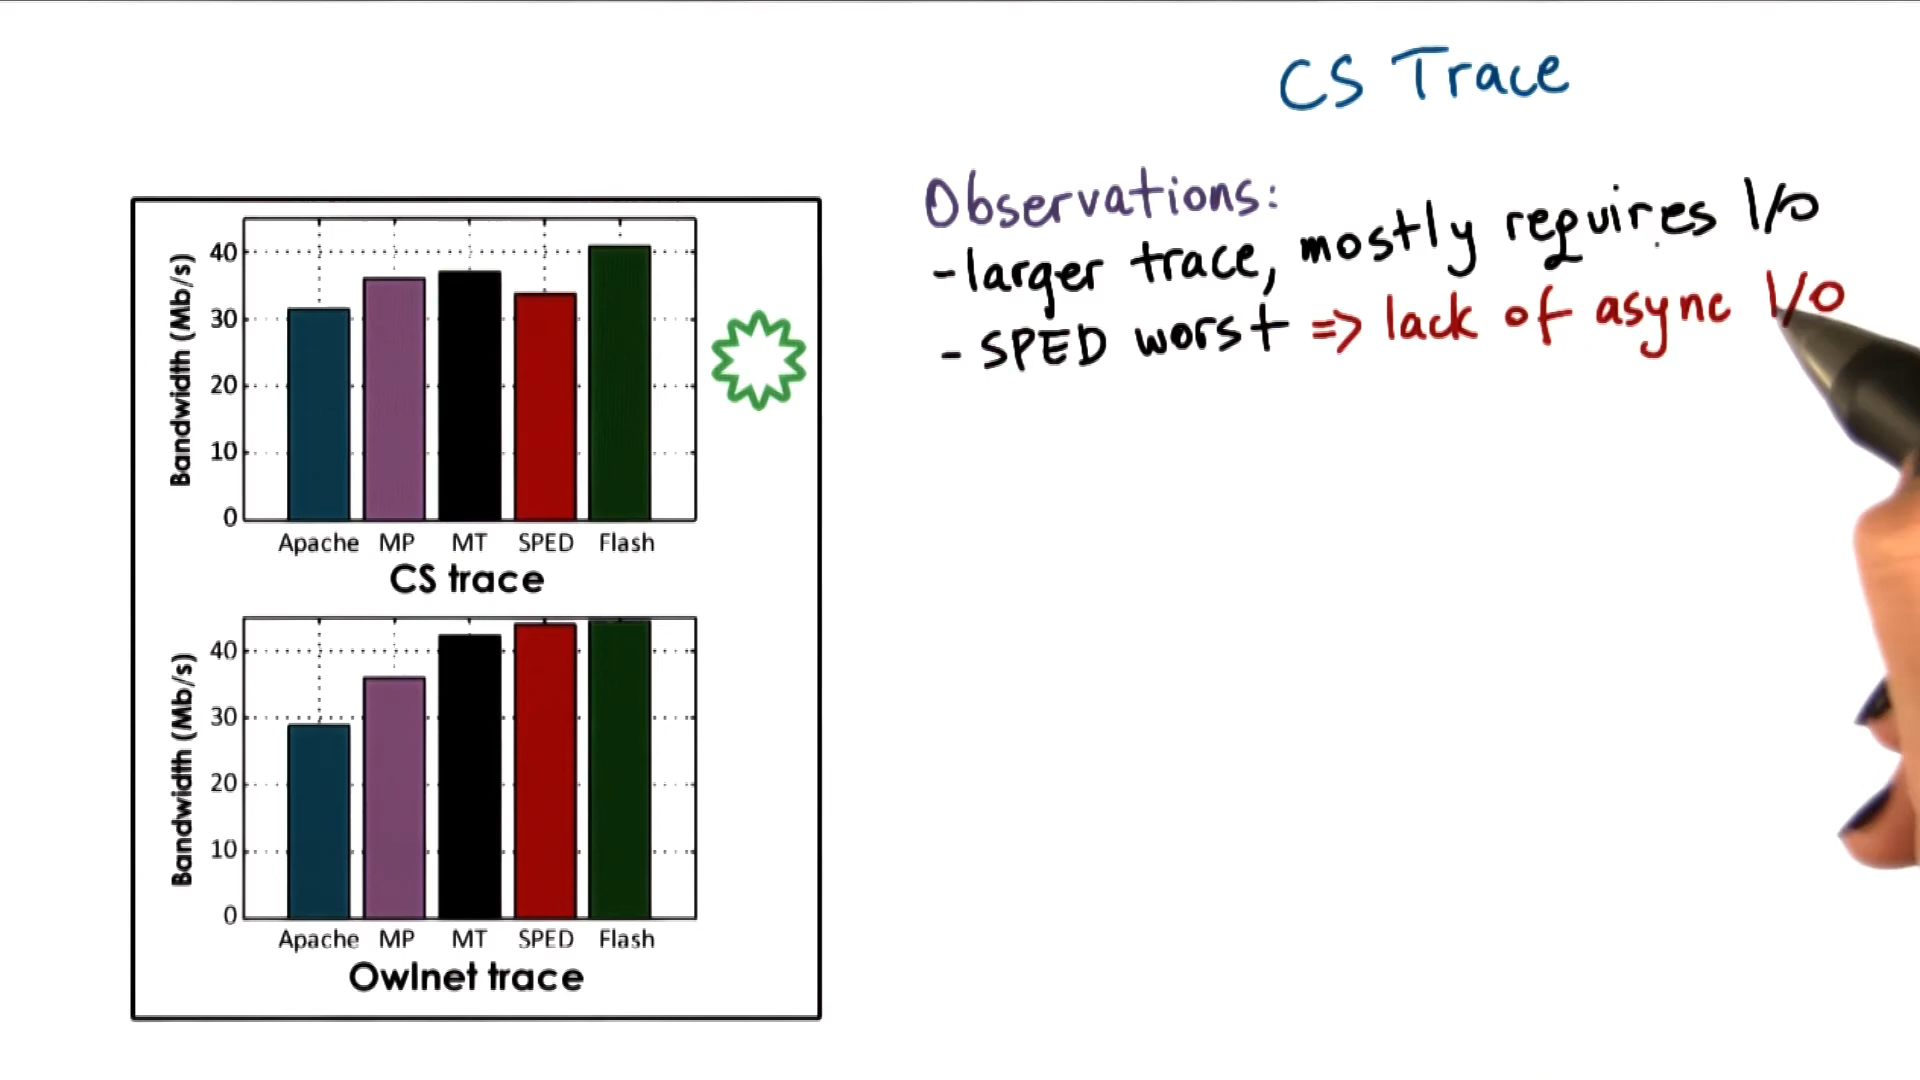 CS Trace
Observations:
- larger trace, mostly requires I/O
- SPED worst => lack of async I/O
Bandwidth (Mb/s)
40
30
20
10
0
Apache MP MT SPED Flash
CS trace
Bandwidth (Mb/s)
40
30
20
10
0
Apache MP MT SPED Flash
Owlnet trace